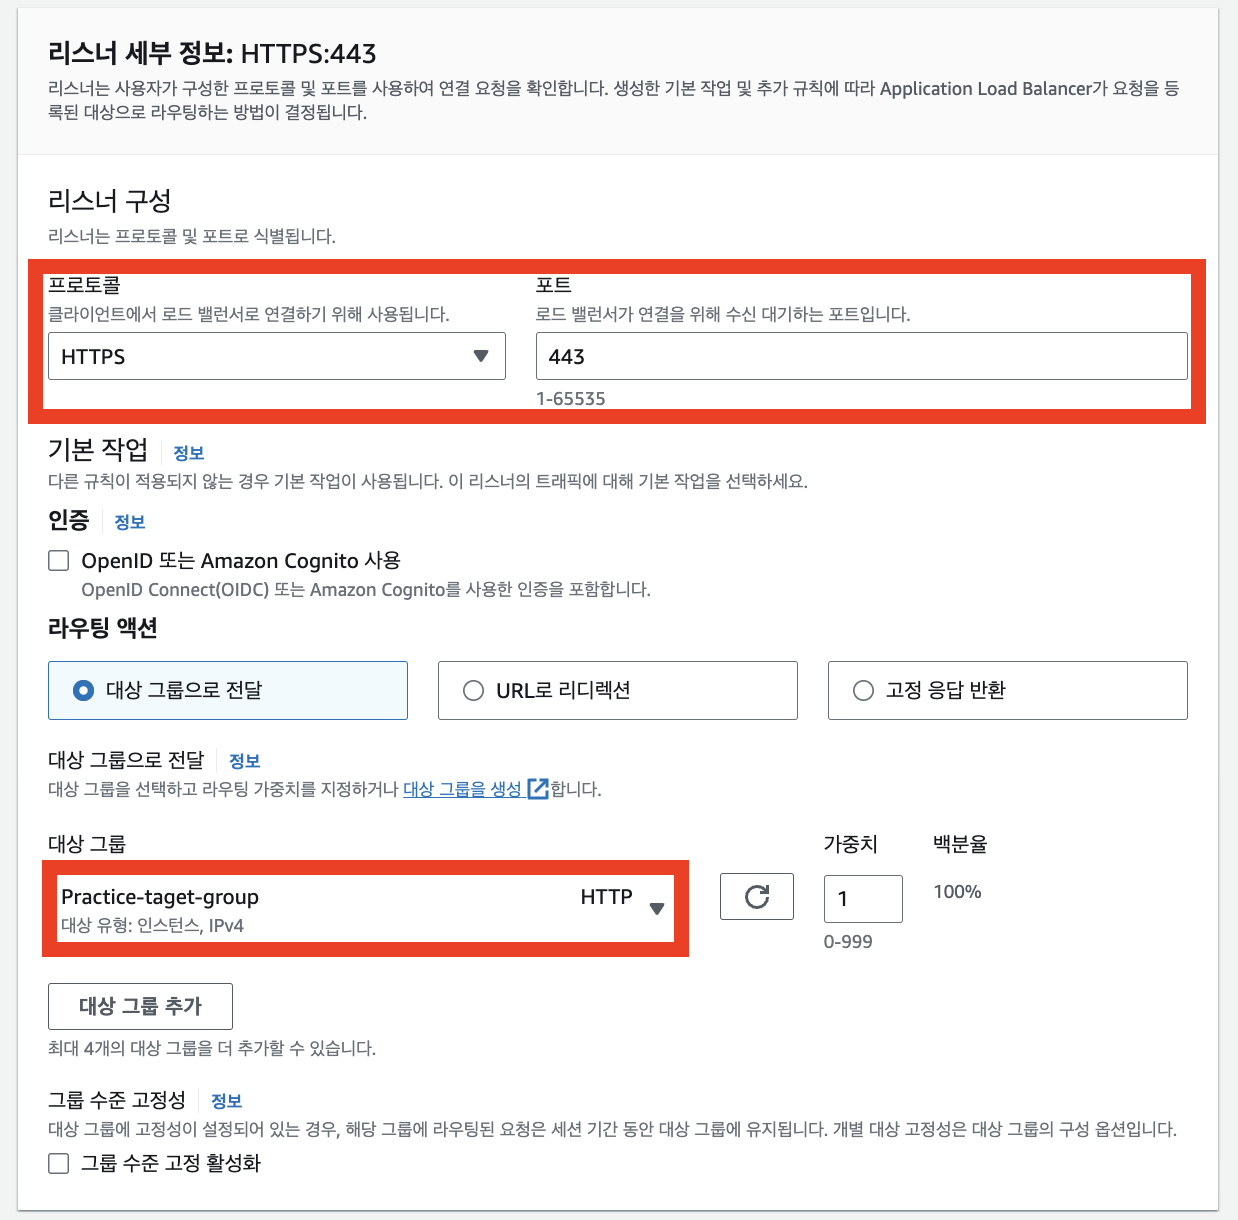 리스너 세부 정보: HTTPS:443
리스너는 사용자가 구성한 프로토콜 및 포트를 사용하여 연결 요청을 확인합니다. 생성한 기본 작업 및 추가 규칙에 따라 Application Load Balancer가 요청을 등
록된 대상으로 라우팅하는 방법이 결정됩니다.
리스너 구성
리스너는 프로토콜 및 포트로 식별됩니다.
프로토콜
클라이언트에서 로드 밸런서로 연결하기 위해 사용됩니다.
HTTPS
포트
로드 밸런서가 연결을 위해 수신 대기하는 포트입니다.
443
1-65535
기본 작업 정보
다른 규칙이 적용되지 않는 경우 기본 작업이 사용됩니다. 이 리스너의 트래픽에 대해 기본 작업을 선택하세요.
인증 정보
OpenID 또는 Amazon Cognito 사용
OpenID Connect(OIDC) 또는 Amazon Cognito를 사용한 인증을 포함합니다.
라우팅 액션
대상 그룹으로 전달
URL로 리디렉션
고정 응답 반환
대상 그룹으로 전달 정보
대상 그룹을 선택하고 라우팅 가중치를 지정하거나 대상 그룹을 생성 합니다.
대상 그룹
Practice-taget-group HTTP
대상 유형: 인스턴스, IPv4
가중치
1
0-999
백분율
100%
대상 그룹 추가
최대 4개의 대상 그룹을 더 추가할 수 있습니다.
그룹 수준 고정성 정보
대상 그룹에 고정성이 설정되어 있는 경우, 해당 그룹에 라우팅된 요청은 세션 기간 동안 대상 그룹에 유지됩니다. 개별 대상 고정성은 대상 그룹의 구성 옵션입니다.
그룹 수준 고정 활성화